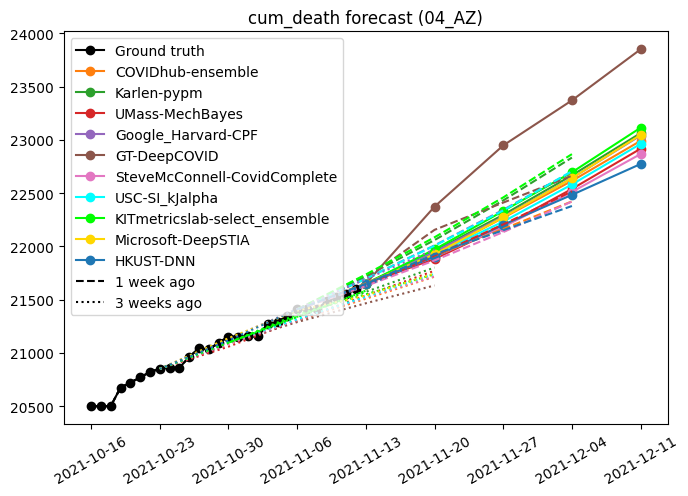 cum_death forecast (04_AZ)
24000
23500
23000
22500
22000
21500
21000
20500
Ground truth
COVIDhub-ensemble
Karlen-pypm
UMass-MechBayes
Google_Harvard-CPF
GT-DeepCOVID
SteveMcConnell-CovidComplete
USC-SI_kJalpha
KITmetricslab-select_ensemble
Microsoft-DeepSTIA
HKUST-DNN
1 week ago
3 weeks ago
2021-10-16
2021-10-23
2021-10-30
2021-11-06
2021-11-13
2021-11-20
2021-11-27
2021-12-04
2021-12-11